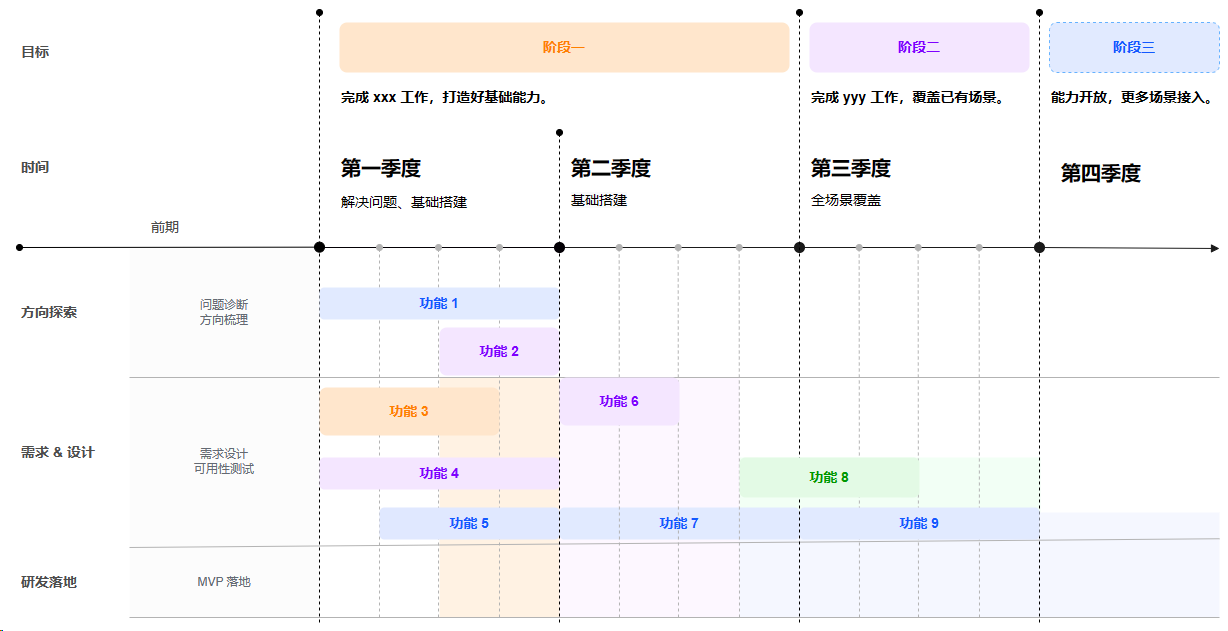 目标
阶段一
阶段二
阶段三
完成 xxx 工作，打造好基础能力。
完成 yyy 工作，覆盖已有场景。
能力开放，更多场景接入。
时间
第一季度
第二季度
第三季度
第四季度
解决问题、基础搭建
基础搭建
全场景覆盖
前期
方向探索
问题诊断
方向梳理
功能 1
功能 2
需求 & 设计
需求设计
可用性测试
功能 3
功能 6
功能 4
功能 8
功能 5
功能 7
功能 9
研发落地
MVP 落地